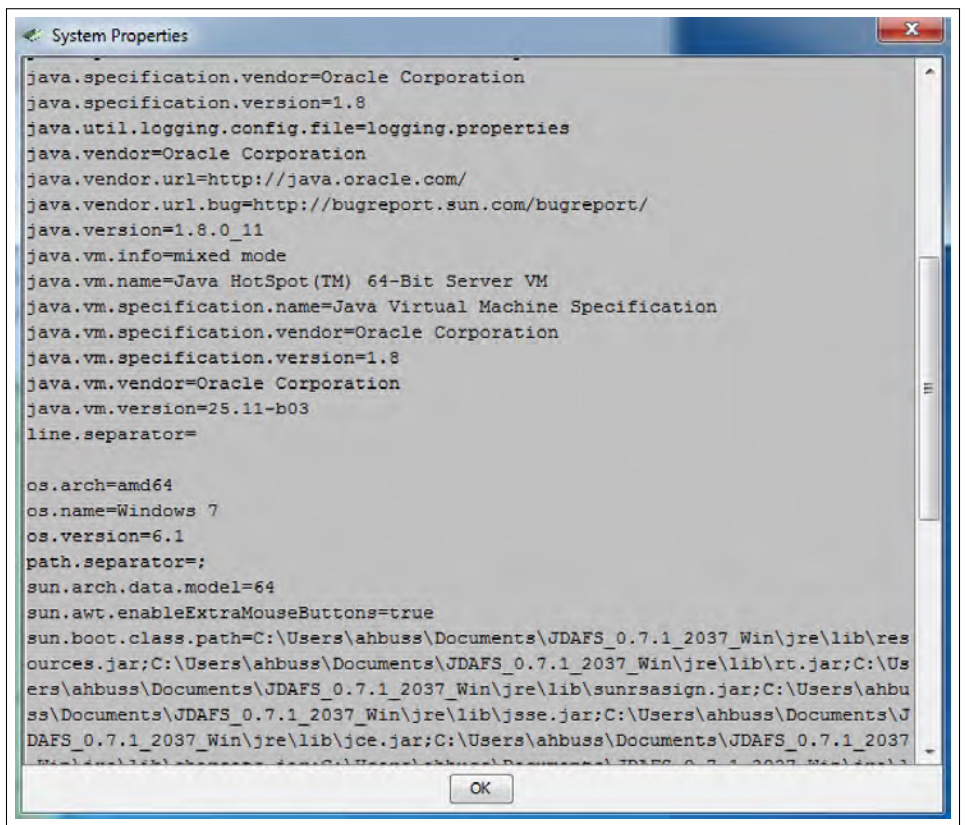 System Properties
java.specification.vendor=Oracle Corporation
java.specification.version=1.8
java.util.logging.config.file=logging.properties
java.vendor=Oracle Corporation
java.vendor.url=http://java.oracle.com/
java.vendor.url.bug=http://bugreport.sun.com/bugreport/
java.version=1.8.0_11
java.vm.info=mixed mode
java.vm.name=Java HotSpot(TM) 64-Bit Server VM
java.vm.specification.name=Java Virtual Machine Specification
java.vm.specification.vendor=Oracle Corporation
java.vm.specification.version=1.8
java.vm.vendor=Oracle Corporation
java.vm.version=25.11-b03
line.separator=
os.arch=amd64
os.name=Windows 7
os.version=6.1
path.separator=;
sun.arch.data.model=64
sun.awt.enableExtraMouseButtons=true
sun.boot.class.path=C:\Users\ahbuss\Documents\JDAFS_0.7.1_2037_Win\jre\lib\res
ources.jar;C:\Users\ahbuss\Documents\JDAFS_0.7.1_2037_Win\jre\lib\rt.jar;C:\Us
ers\ahbuss\Documents\JDAFS_0.7.1_2037_Win\jre\lib\sunrsasign.jar;C:\Users\ahbu
ss\Documents\JDAFS_0.7.1_2037_Win\jre\lib\jsse.jar;C:\Users\ahbuss\Documents\J
DAFS_0.7.1_2037_Win\jre\lib\jce.jar;C:\Users\ahbuss\Documents\JDAFS_0.7.1_2037
OK